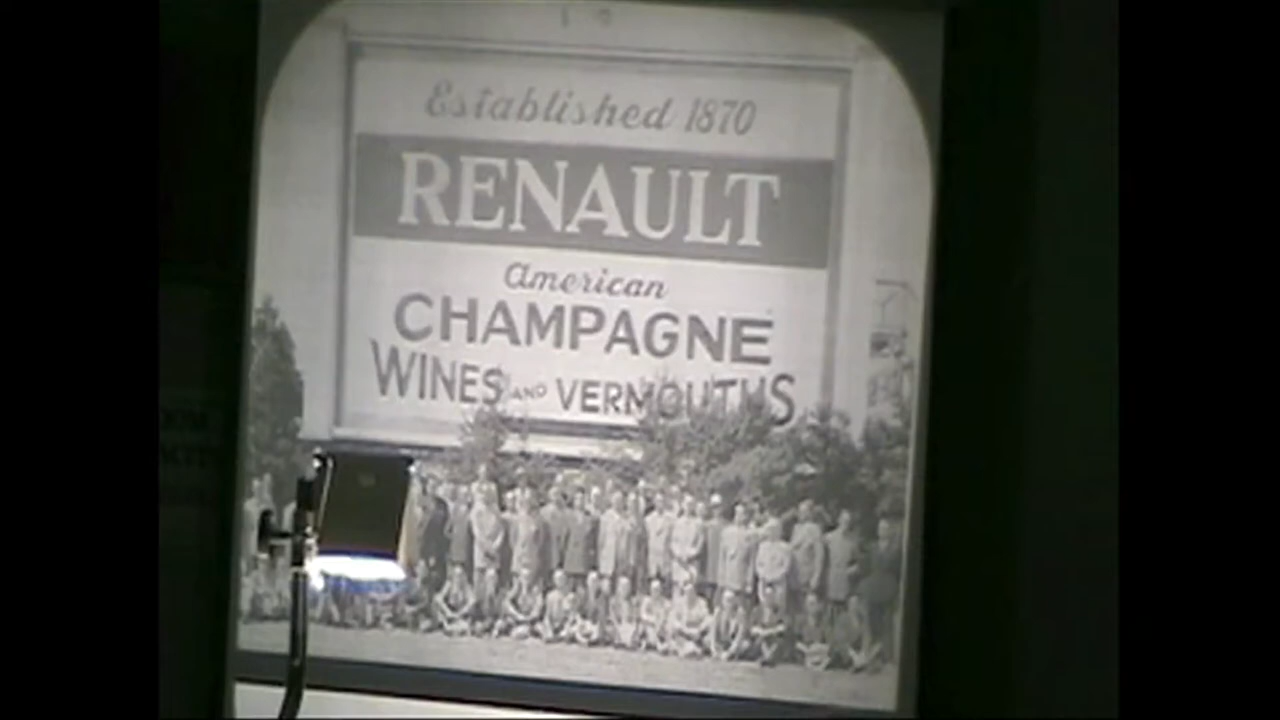 Established 1870
RENAULT
American
CHAMPAGNE
WINES AND VERMOUTHS